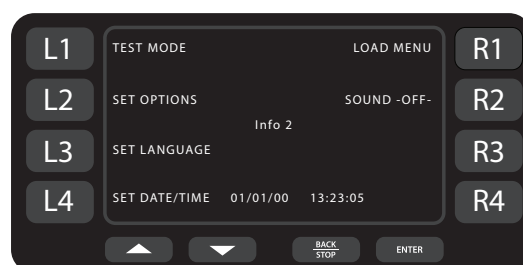 L1 TEST MODE LOAD MENU R1
L2 SET OPTIONS SOUND -OFF- R2
Info 2
L3 SET LANGUAGE R3
L4 SET DATE/TIME 01/01/00 13:23:05 R4
BACK
STOP
ENTER